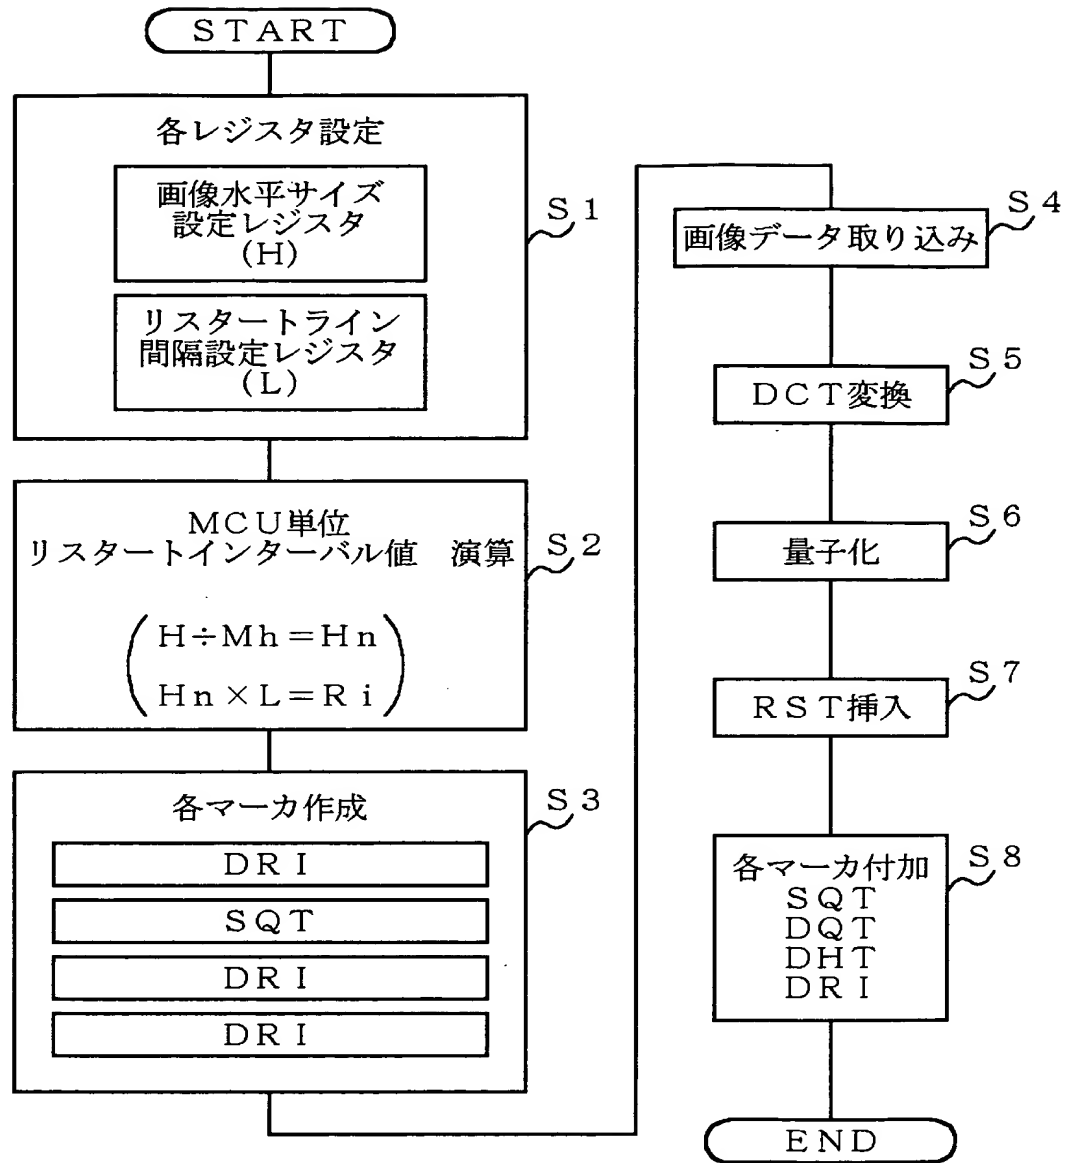 ＳＴＡＲＴ
各レジスタ設定
画像水平サイズ
設定レジスタ
(Ｈ)
リスタートライン
間隔設定レジスタ
(Ｌ)
Ｓ１
ＭＣＵ単位
リスタートインターバル値　演算
Ｈ÷Ｍｈ＝Ｈｎ
Ｈｎ×Ｌ＝Ｒｉ
Ｓ２
各マーカ作成
ＤＲＩ
ＳＱＴ
ＤＲＩ
ＤＲＩ
Ｓ３
画像データ取り込み
Ｓ４
ＤＣＴ変換
Ｓ５
量子化
Ｓ６
ＲＳＴ挿入
Ｓ７
各マーカ付加
ＳＱＴ
ＤＱＴ
ＤＨＴ
ＤＲＩ
Ｓ８
ＥＮＤ